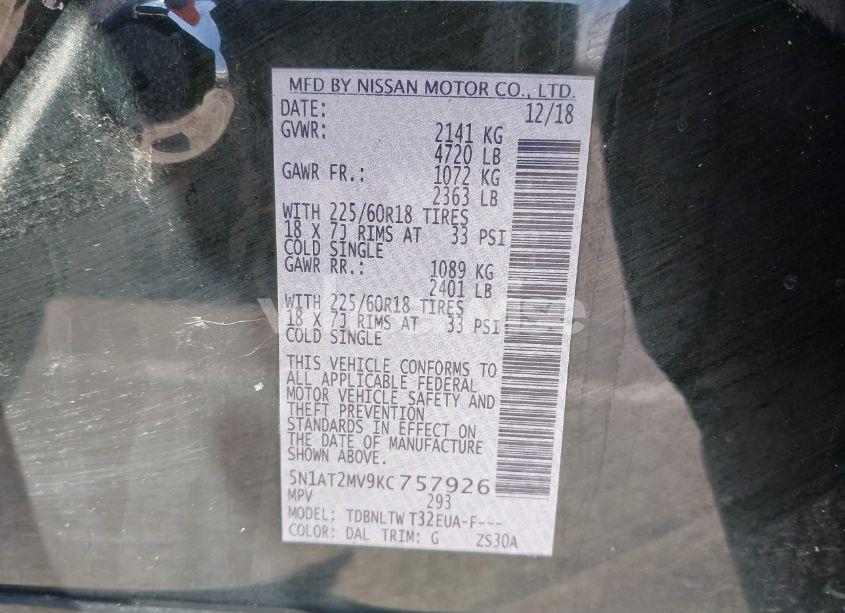 MFD BY NISSAN MOTOR CO., LTD.
DATE: 12/18
GVWR: 2141 KG
4720 LB
GAWR FR.: 1072 KG
2363 LB
WITH 225/60R18 TIRES
18 X 7J RIMS AT 33 PSI
COLD SINGLE
GAWR RR.: 1089 KG
2401 LB
WITH 225/60R18 TIRES
18 X 7J RIMS AT 33 PSI
COLD SINGLE
THIS VEHICLE CONFORMS TO
ALL APPLICABLE FEDERAL
MOTOR VEHICLE SAFETY AND
THEFT PREVENTION
STANDARDS IN EFFECT ON
THE DATE OF MANUFACTURE
SHOWN ABOVE.
5N1AT2MV9KC757926
MPV 293
MODEL: TDBNLTW T32EUA-F---
COLOR: DAL TRIM: G ZS30A